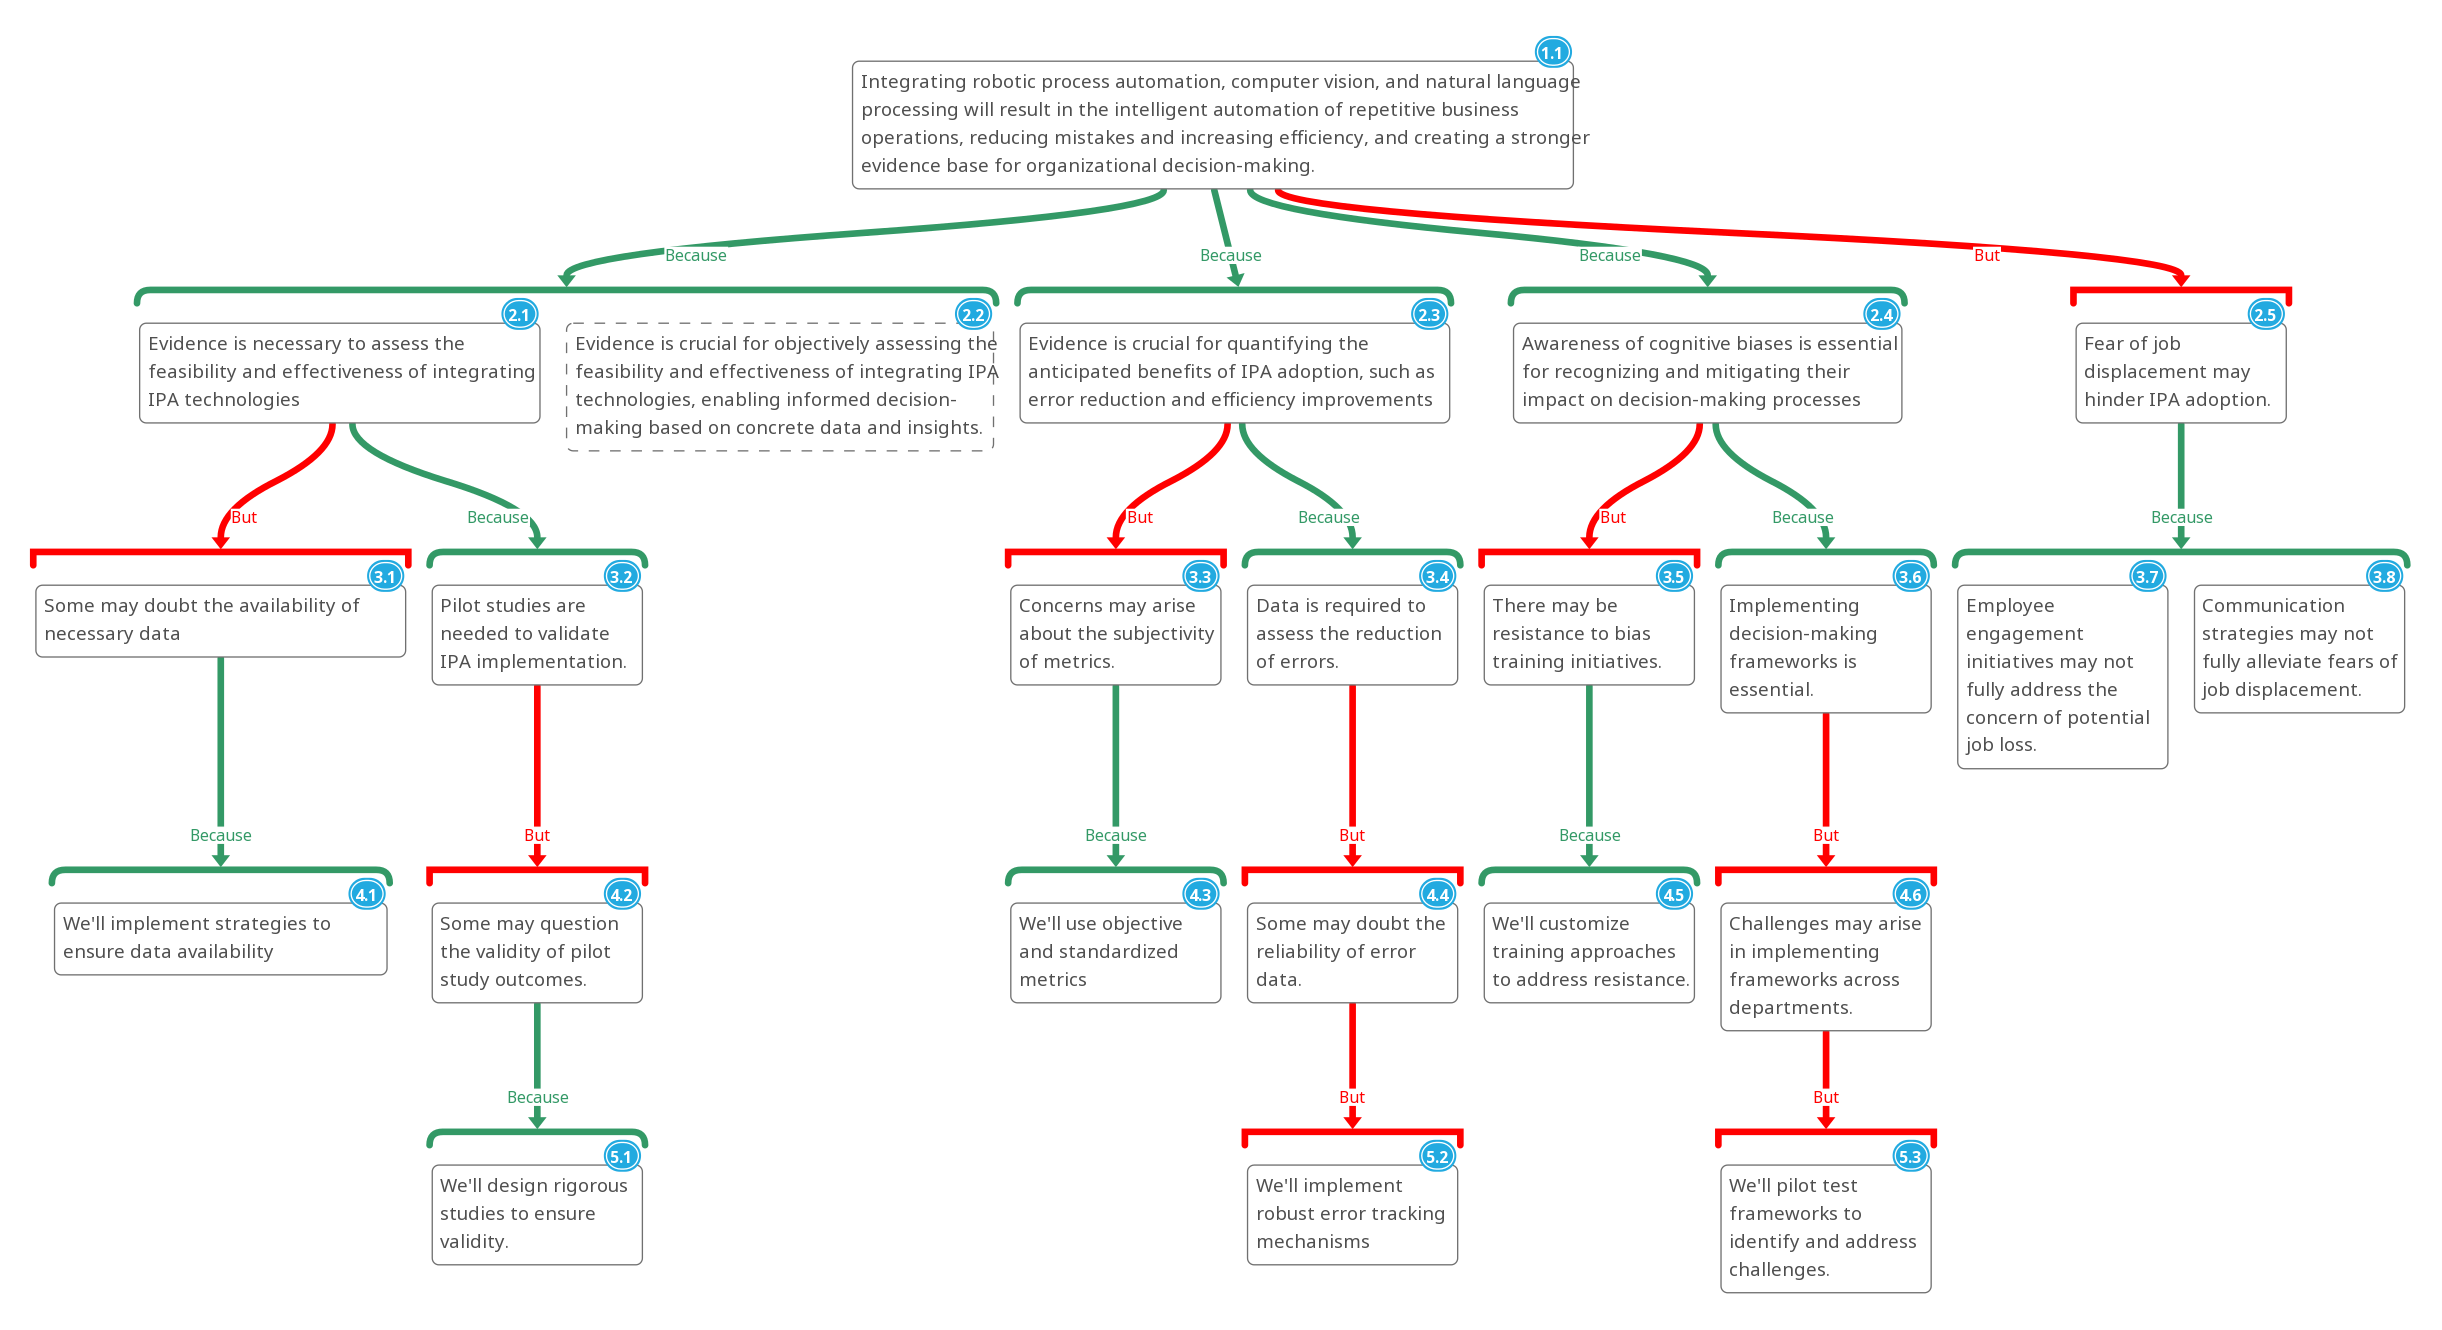 1.1
Integrating robotic process automation, computer vision, and natural language
processing will result in the intelligent automation of repetitive business
operations, reducing mistakes and increasing efficiency, and creating a stronger
evidence base for organizational decision-making.
Because
Because
Because
But
2.1
Evidence is necessary to assess the
feasibility and effectiveness of integrating
IPA technologies
2.2
Evidence is crucial for objectively assessing the
feasibility and effectiveness of integrating IPA
technologies, enabling informed decision-
making based on concrete data and insights.
2.3
Evidence is crucial for quantifying the
anticipated benefits of IPA adoption, such as
error reduction and efficiency improvements
2.4
Awareness of cognitive biases is essential
for recognizing and mitigating their
impact on decision-making processes
2.5
Fear of job
displacement may
hinder IPA adoption.
But
Because
But
Because
But
Because
Because
3.1
Some may doubt the availability of
necessary data
3.2
Pilot studies are
needed to validate
IPA implementation.
3.3
Concerns may arise
about the subjectivity
of metrics.
3.4
Data is required to
assess the reduction
of errors.
3.5
There may be
resistance to bias
training initiatives.
3.6
Implementing
decision-making
frameworks is
essential.
3.7
Employee
engagement
initiatives may not
fully address the
concern of potential
job loss.
3.8
Communication
strategies may not
fully alleviate fears of
job displacement.
Because
But
Because
But
Because
But
4.1
We'll implement strategies to
ensure data availability
4.2
Some may question
the validity of pilot
study outcomes.
4.3
We'll use objective
and standardized
metrics
4.4
Some may doubt the
reliability of error
data.
4.5
We'll customize
training approaches
to address resistance.
4.6
Challenges may arise
in implementing
frameworks across
departments.
Because
But
But
5.1
We'll design rigorous
studies to ensure
validity.
5.2
We'll implement
robust error tracking
mechanisms
5.3
We'll pilot test
frameworks to
identify and address
challenges.